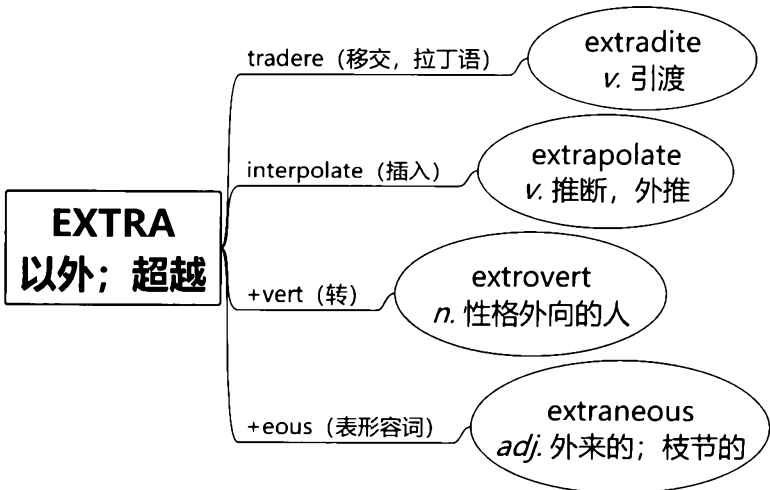 EXTRA
以外；超越
tradere（移交，拉丁语）
extradite
v. 引渡
interpolate（插入）
extrapolate
v. 推断，外推
+vert（转）
extrovert
n. 性格外向的人
+eous（表形容词）
extraneous
adj. 外来的；枝节的